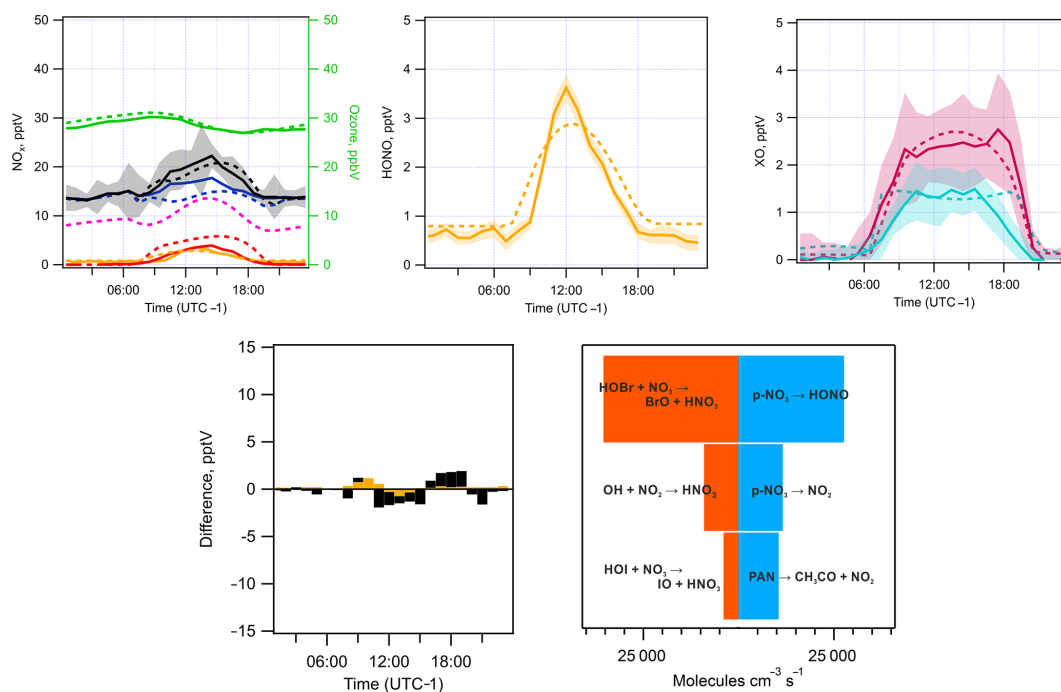 50
40
30
20
10
0
NOₓ, pptV
50
40
30
20
10
0
Ozone, ppbV
06:00 12:00 18:00
Time (UTC–1)
5
4
3
2
1
0
HONO, pptV
06:00 12:00 18:00
Time (UTC–1)
5
4
3
2
1
0
XO, pptV
06:00 12:00 18:00
Time (UTC–1)
15
10
5
0
-5
-10
-15
Difference, pptV
06:00 12:00 18:00
Time (UTC–1)
HOBr + NO₃ →
BrO + HNO₃
p-NO₃ → HONO
OH + NO₂ → HNO₃
p-NO₃ → NO₂
HOI + NO₃ →
IO + HNO₃
PAN → CH₃CO + NO₂
25 000 25 000
Molecules cm⁻³ s⁻¹